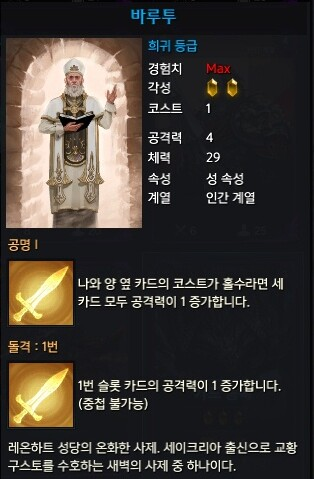 바루투
희귀 등급
경험치 Max
각성
코스트 1
공격력 4
체력 29
속성 성 속성
계열 인간 계열
공명 I
나와 양 옆 카드의 코스트가 홀수라면 세
카드 모두 공격력이 1 증가합니다.
돌격 : 1번
1번 슬롯 카드의 공격력이 1 증가합니다.
(중첩 불가능)
레온하트 성당의 온화한 사제. 세이크리아 출신으로 교황
구스토를 수호하는 새벽의 사제 중 하나이다.